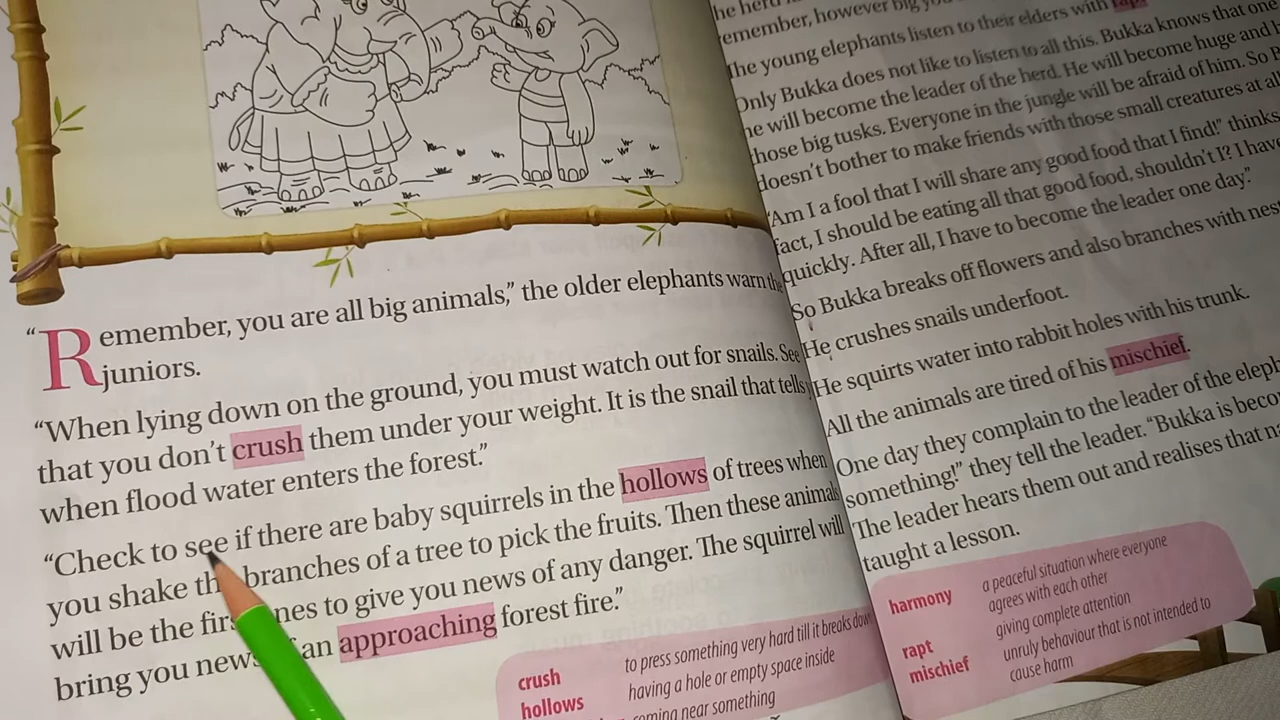 "Remember, you are all big animals," the older elephants warn the
juniors.
"When lying down on the ground, you must watch out for snails. See
that you don't crush them under your weight. It is the snail that tells
when flood water enters the forest."
"Check to see if there are baby squirrels in the hollows of trees when
you shake the branches of a tree to pick the fruits. Then these animals
will be the first ones to give you news of any danger. The squirrel will
bring you news of an approaching forest fire."
crush to press something very hard till it breaks down
hollows having a hole or empty space inside
coming near something
the herd
emember, however big you
The young elephants listen to their elders with rapt
Only Bukka does not like to listen to all this. Bukka knows that one
he will become the leader of the herd. He will become huge and
those big tusks. Everyone in the jungle will be afraid of him. So
doesn't bother to make friends with those small creatures at al
"Am I a fool that I will share any good food that I find!" thinks
fact, I should be eating all that good food, shouldn't I? I have
quickly. After all, I have to become the leader one day."
So Bukka breaks off flowers and also branches with nes
He crushes snails underfoot.
He squirts water into rabbit holes with his trunk.
All the animals are tired of his mischief.
One day they complain to the leader of the eleph
something!" they tell the leader. "Bukka is beco
The leader hears them out and realises that
taught a lesson.
harmony a peaceful situation where everyone
agrees with each other
rapt giving complete attention
mischief unruly behaviour that is not intended to
cause harm